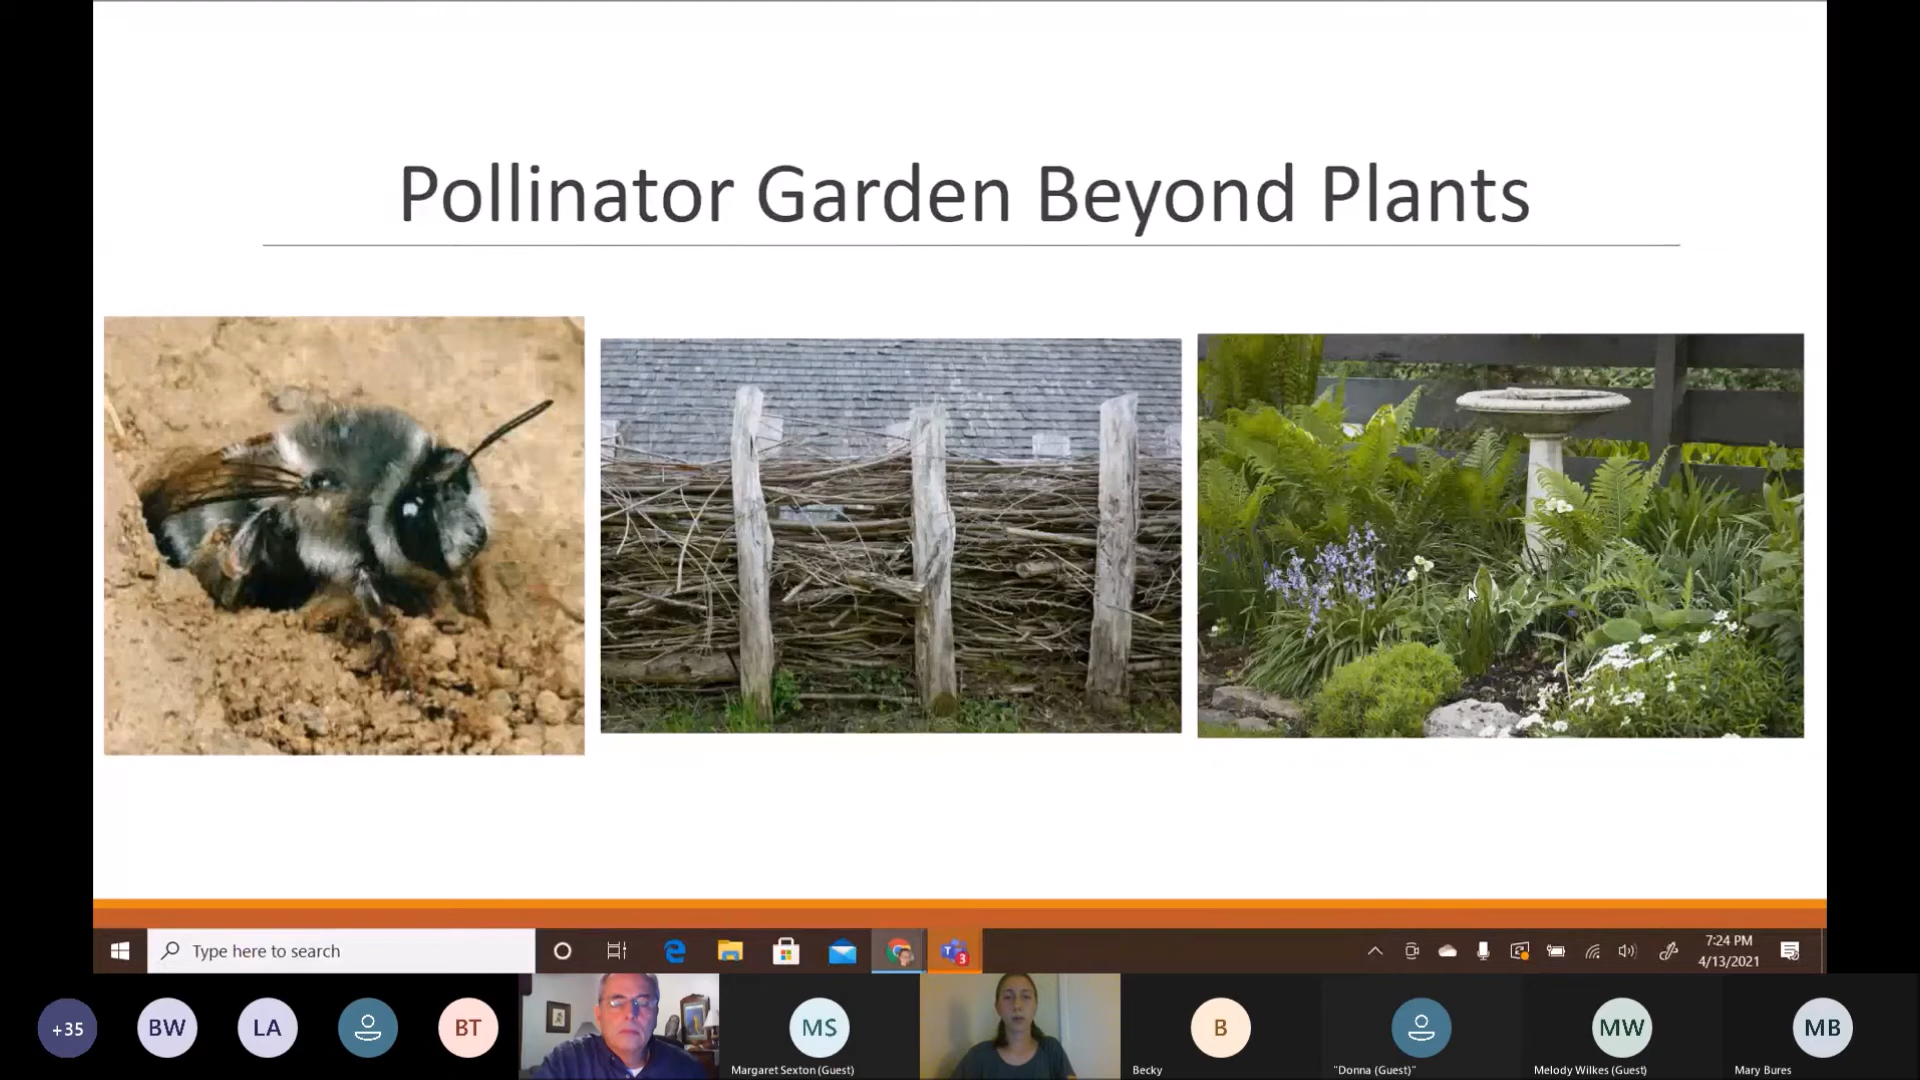 Pollinator Garden Beyond Plants
Type here to search
3
7:24 PM
4/13/2021
+35
BW
LA
BT
MS
Margaret Sexton (Guest)
B
Becky
"Donna (Guest)"
MW
Melody Wilkes (Guest)
MB
Mary Bures